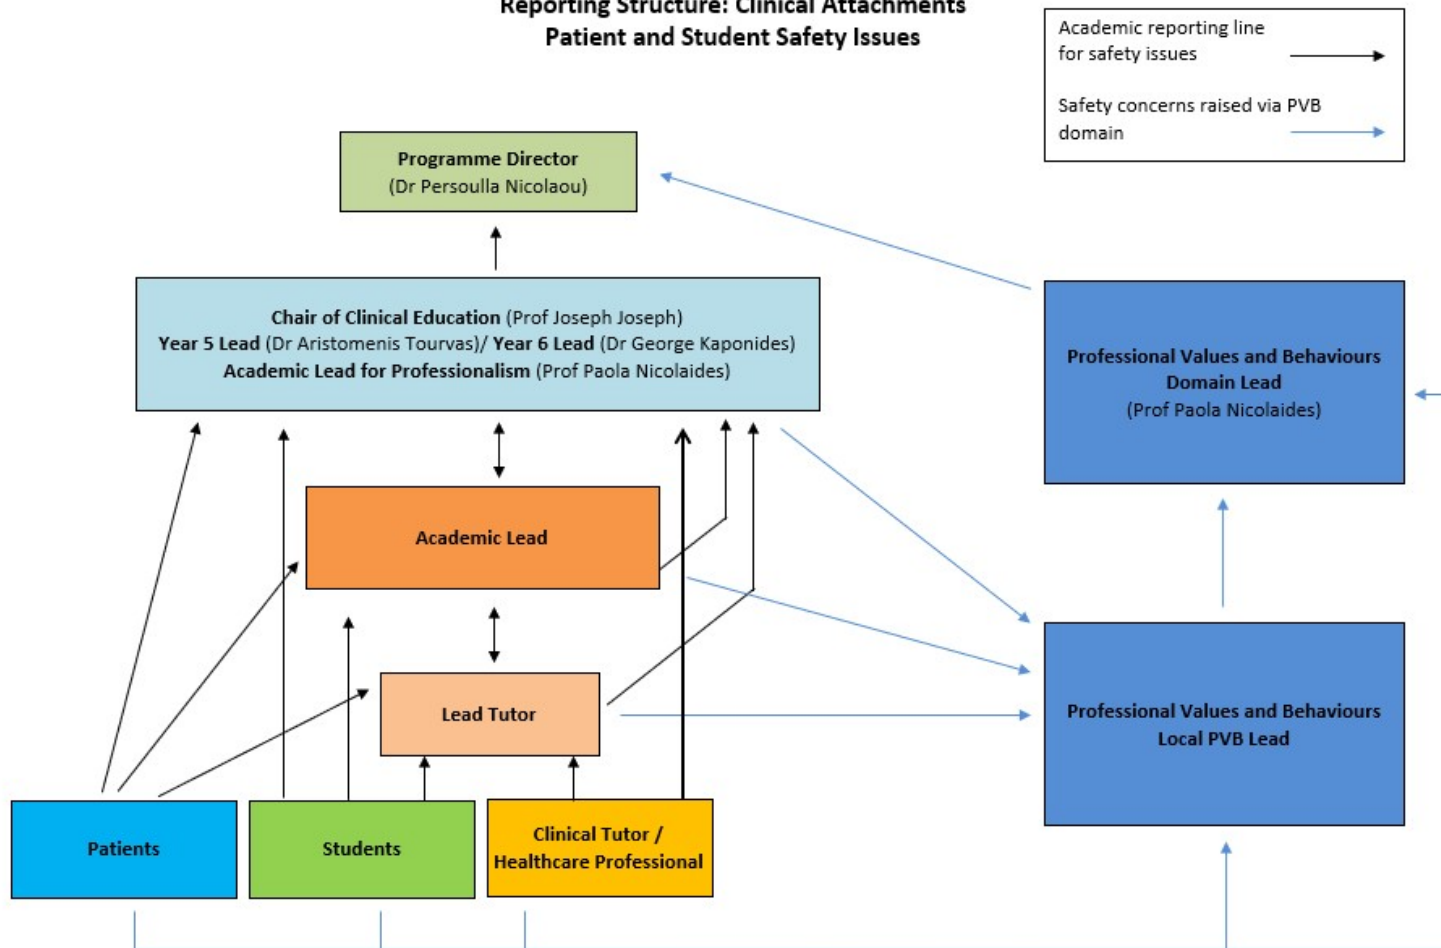 Reporting Structure: Clinical Attachments
Patient and Student Safety Issues
Academic reporting line
for safety issues
Safety concerns raised via PVB
domain
Programme Director
(Dr Persoulla Nicolaou)
Chair of Clinical Education (Prof Joseph Joseph)
Year 5 Lead (Dr Aristomenis Tourvas)/ Year 6 Lead (Dr George Kaponides)
Academic Lead for Professionalism (Prof Paola Nicolaides)
Professional Values and Behaviours
Domain Lead
(Prof Paola Nicolaides)
Academic Lead
Lead Tutor
Professional Values and Behaviours
Local PVB Lead
Patients
Students
Clinical Tutor /
Healthcare Professional